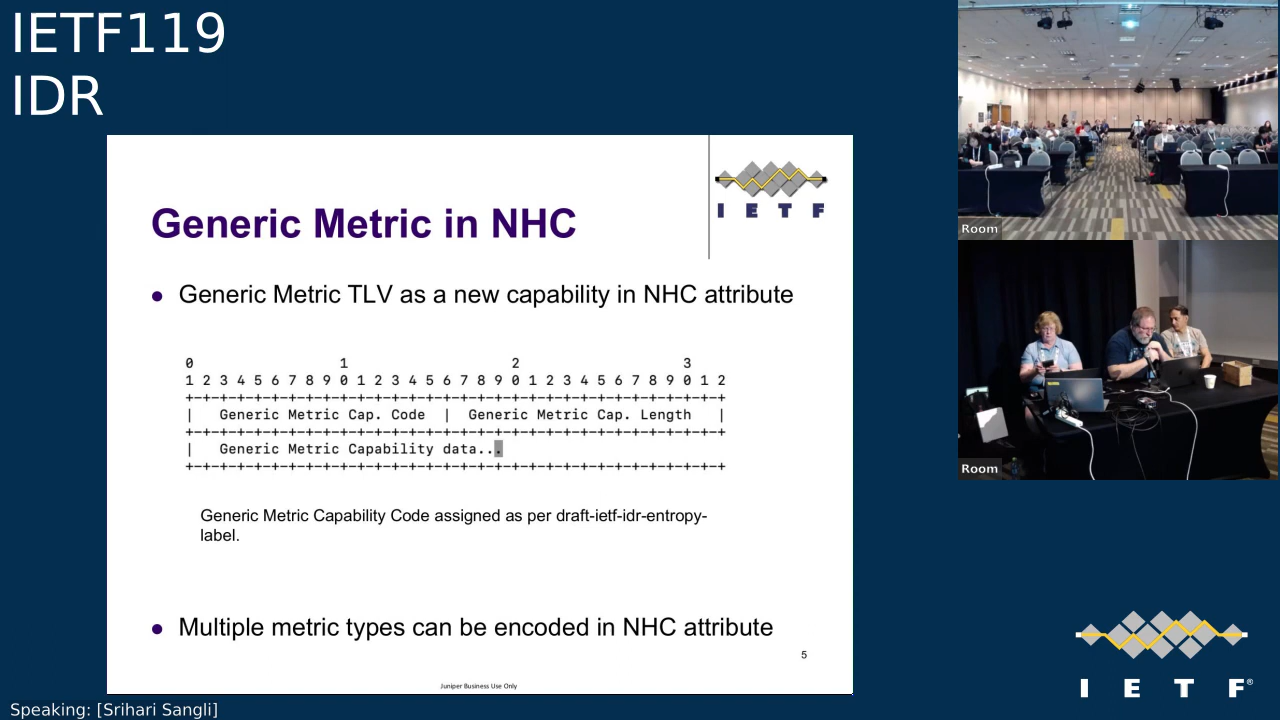 IETF119
IDR
I E T F
Generic Metric in NHC
Generic Metric TLV as a new capability in NHC attribute
0                   1                   2                   3
1 2 3 4 5 6 7 8 9 0 1 2 3 4 5 6 7 8 9 0 1 2 3 4 5 6 7 8 9 0 1 2
+-+-+-+-+-+-+-+-+-+-+-+-+-+-+-+-+-+-+-+-+-+-+-+-+-+-+-+-+-+-+-+
|   Generic Metric Cap. Code  |  Generic Metric Cap. Length   |
+-+-+-+-+-+-+-+-+-+-+-+-+-+-+-+-+-+-+-+-+-+-+-+-+-+-+-+-+-+-+-+
|   Generic Metric Capability data...
+-+-+-+-+-+-+-+-+-+-+-+-+-+-+-+-+-+-+-+-+-+-+-+-+-+-+-+-+-+-+-+
Generic Metric Capability Code assigned as per draft-ietf-idr-entropy-
label.
Multiple metric types can be encoded in NHC attribute
5
Juniper Business Use Only
Room
Room
I E T F®
Speaking: [Srihari Sangli]